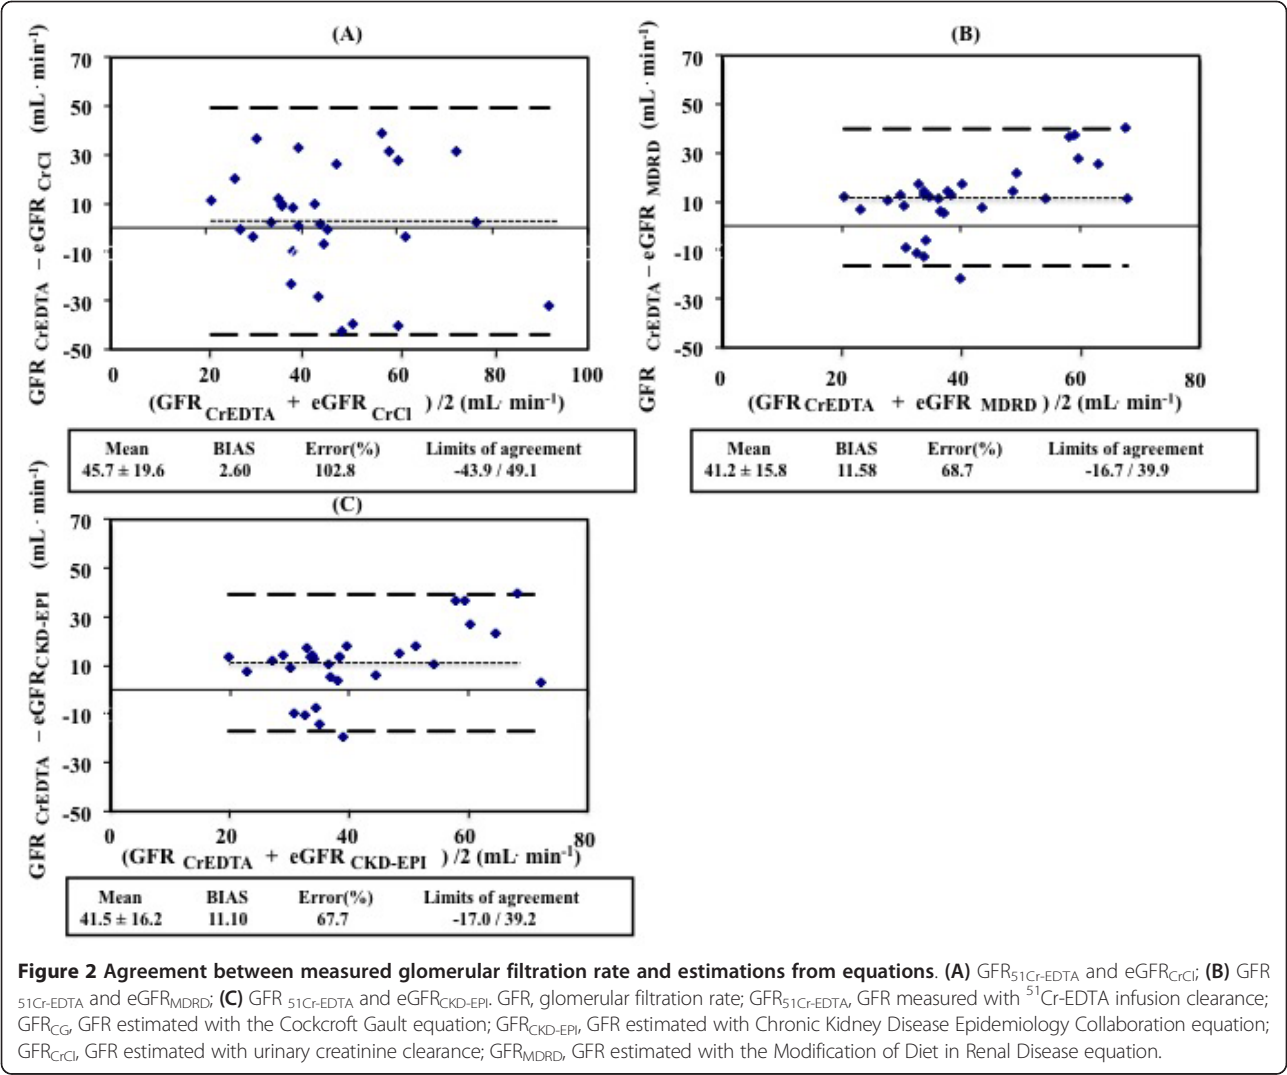 (A)
GFR CrEDTA – eGFR CrCl (mL · min-1)
70
50
30
10
-10
-30
-50
0 20 40 60 80 100
(GFR CrEDTA + eGFR CrCl ) /2 (mL· min-1)
Mean BIAS Error(%) Limits of agreement
45.7 ± 19.6 2.60 102.8 -43.9 / 49.1
(B)
GFR CrEDTA – eGFR MDRD (mL · min-1)
70
50
30
10
-10
-30
-50
0 20 40 60 80
(GFR CrEDTA + eGFR MDRD ) /2 (mL· min-1)
Mean BIAS Error(%) Limits of agreement
41.2 ± 15.8 11.58 68.7 -16.7 / 39.9
(C)
GFR CrEDTA – eGFR CKD-EPI (mL · min-1)
70
50
30
10
-10
-30
-50
0 20 40 60 80
(GFR CrEDTA + eGFR CKD-EPI ) /2 (mL· min-1)
Mean BIAS Error(%) Limits of agreement
41.5 ± 16.2 11.10 67.7 -17.0 / 39.2
Figure 2 Agreement between measured glomerular filtration rate and estimations from equations. (A) GFR51Cr-EDTA and eGFRCrCl; (B) GFR
51Cr-EDTA and eGFRMDRD; (C) GFR 51Cr-EDTA and eGFRCKD-EPI. GFR, glomerular filtration rate; GFR51Cr-EDTA, GFR measured with 51Cr-EDTA infusion clearance;
GFRCG, GFR estimated with the Cockcroft Gault equation; GFRCKD-EPI, GFR estimated with Chronic Kidney Disease Epidemiology Collaboration equation;
GFRCrCl, GFR estimated with urinary creatinine clearance; GFRMDRD, GFR estimated with the Modification of Diet in Renal Disease equation.